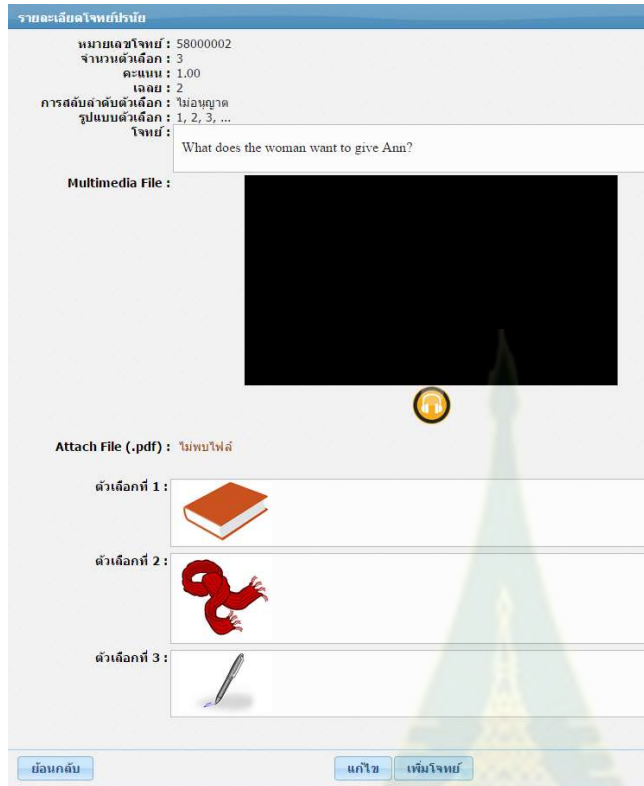 รายละเอียดโจทย์ปรนัย
หมายเลขโจทย์ : 58000002
จำนวนตัวเลือก : 3
คะแนน : 1.00
เฉลย : 2
การสลับลำดับตัวเลือก : ไม่อนุญาต
รูปแบบตัวเลือก : 1, 2, 3, ...
โจทย์ :
What does the woman want to give Ann?
Multimedia File :
Attach File (.pdf) : ไม่พบไฟล์
ตัวเลือกที่ 1 :
ตัวเลือกที่ 2 :
ตัวเลือกที่ 3 :
ย้อนกลับ แก้ไข เพิ่มโจทย์